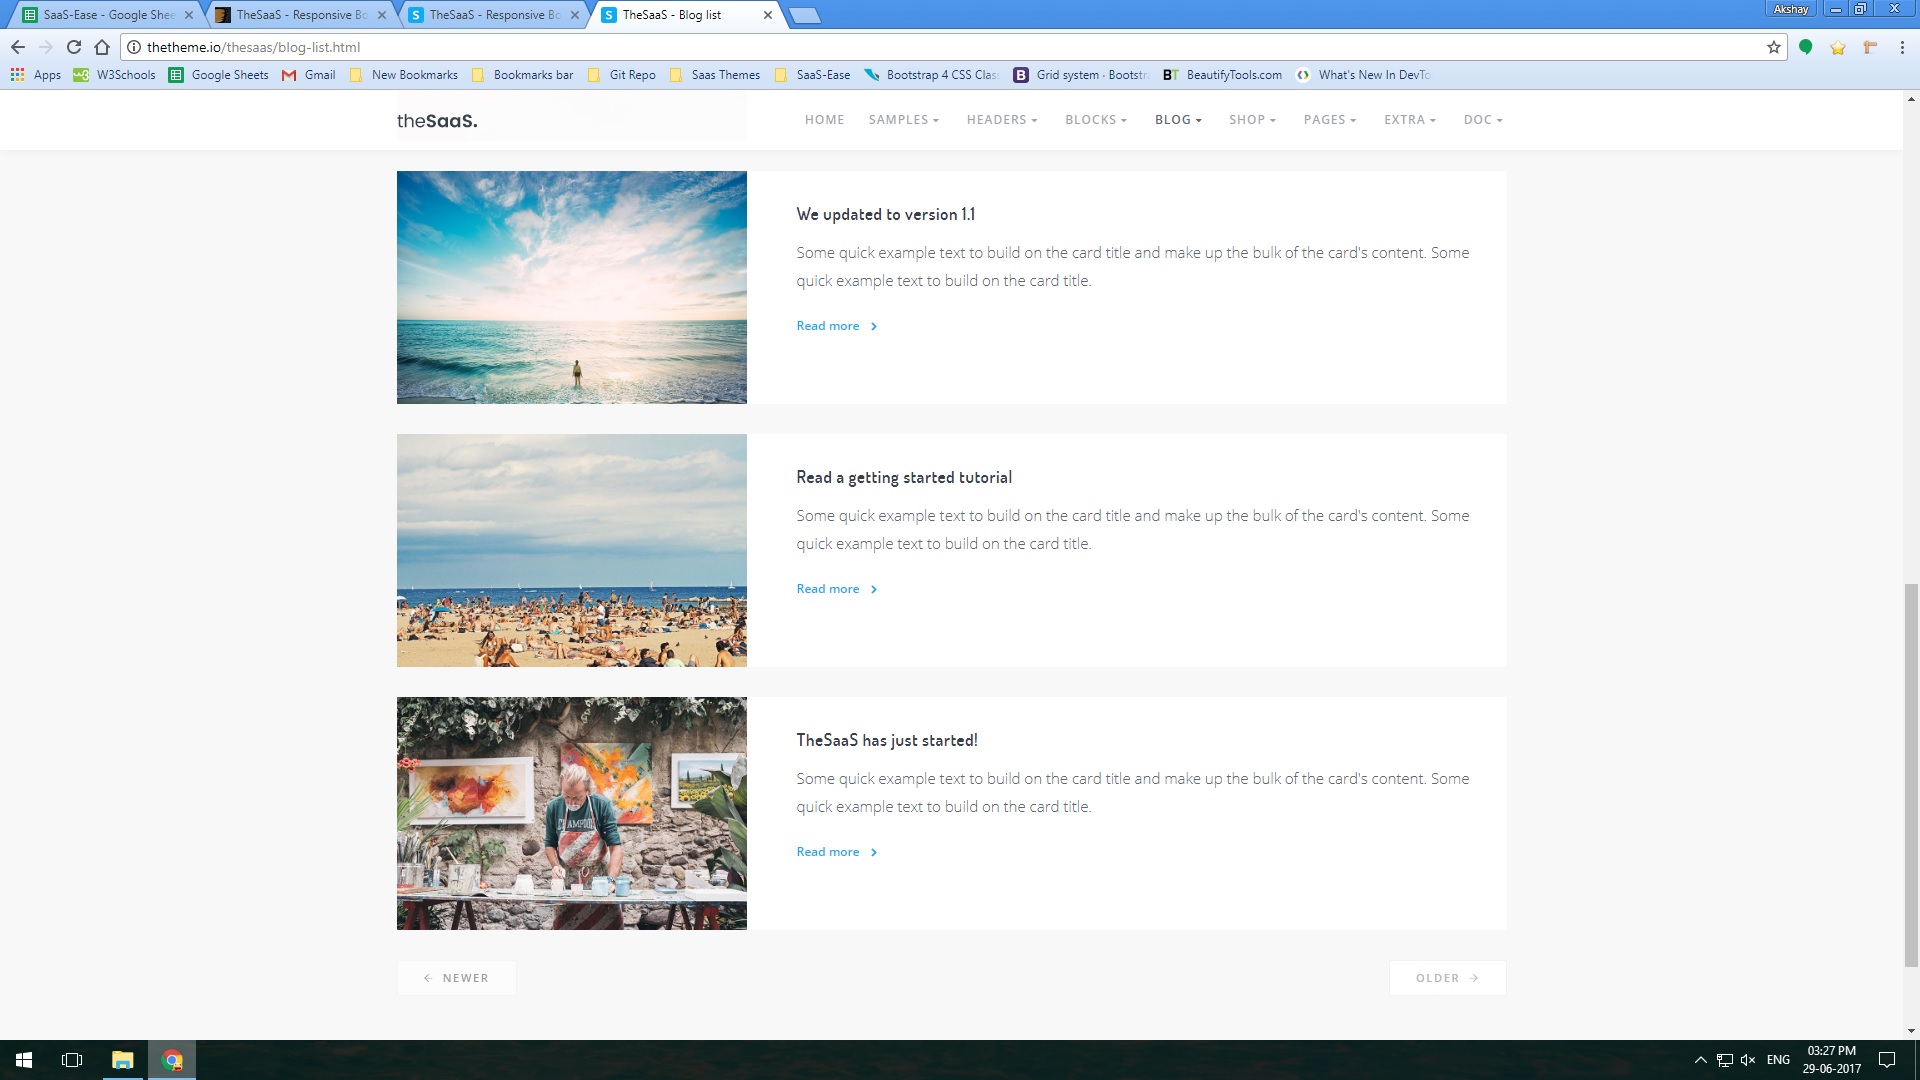 SaaS-Ease - Google Shee
TheSaaS - Responsive Bo
TheSaaS - Responsive Bo
TheSaaS - Blog list
Akshay
thetheme.io/thesaas/blog-list.html
Apps
W3Schools
Google Sheets
Gmail
New Bookmarks
Bookmarks bar
Git Repo
Saas Themes
SaaS-Ease
Bootstrap 4 CSS Clas
Grid system · Bootstr
BeautifyTools.com
What's New In DevTo
theSaaS.
HOME
SAMPLES
HEADERS
BLOCKS
BLOG
SHOP
PAGES
EXTRA
DOC
We updated to version 1.1
Some quick example text to build on the card title and make up the bulk of the card's content. Some
quick example text to build on the card title.
Read more
Read a getting started tutorial
Some quick example text to build on the card title and make up the bulk of the card's content. Some
quick example text to build on the card title.
Read more
CHAMPION
TheSaaS has just started!
Some quick example text to build on the card title and make up the bulk of the card's content. Some
quick example text to build on the card title.
Read more
← NEWER
OLDER →
ENG
03:27 PM
29-06-2017